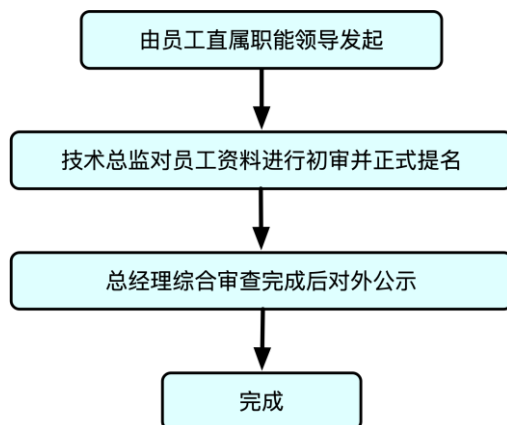 由员工直属职能领导发起
技术总监对员工资料进行初审并正式提名
总经理综合审查完成后对外公示
完成